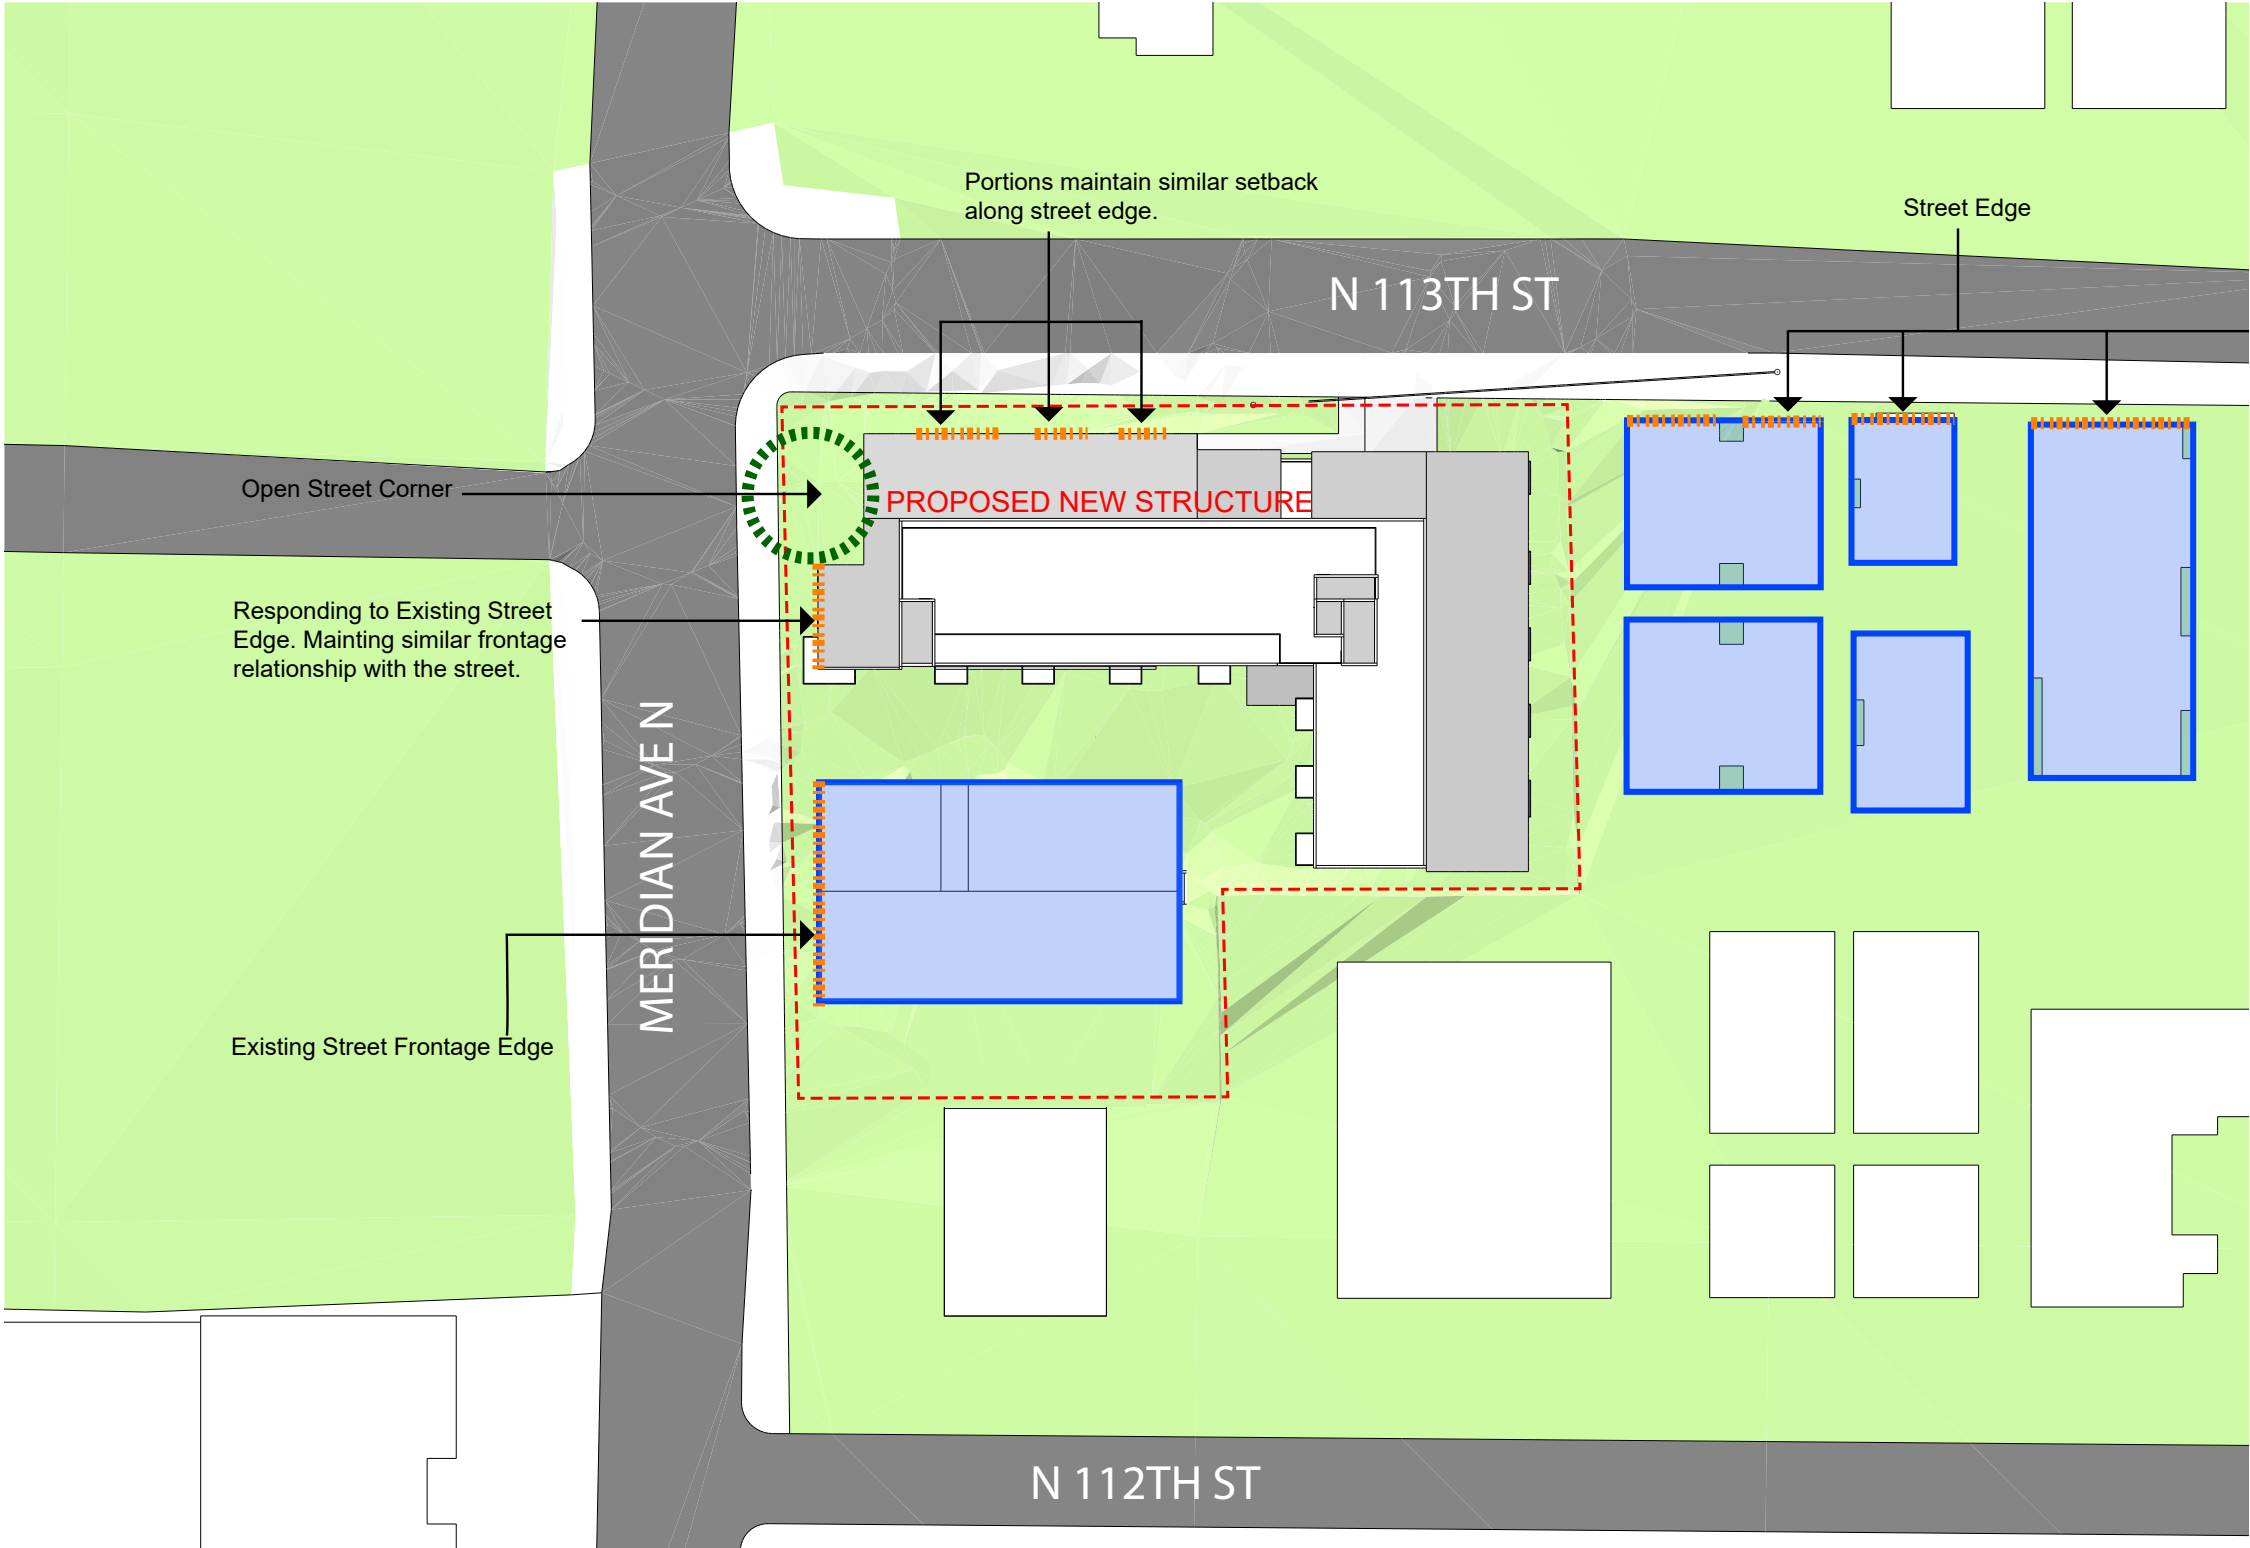 Portions maintain similar setback
along street edge.
Street Edge
N 113TH ST
Open Street Corner
PROPOSED NEW STRUCTURE
Responding to Existing Street
Edge. Mainting similar frontage
relationship with the street.
MERIDIAN AVE N
Existing Street Frontage Edge
N 112TH ST